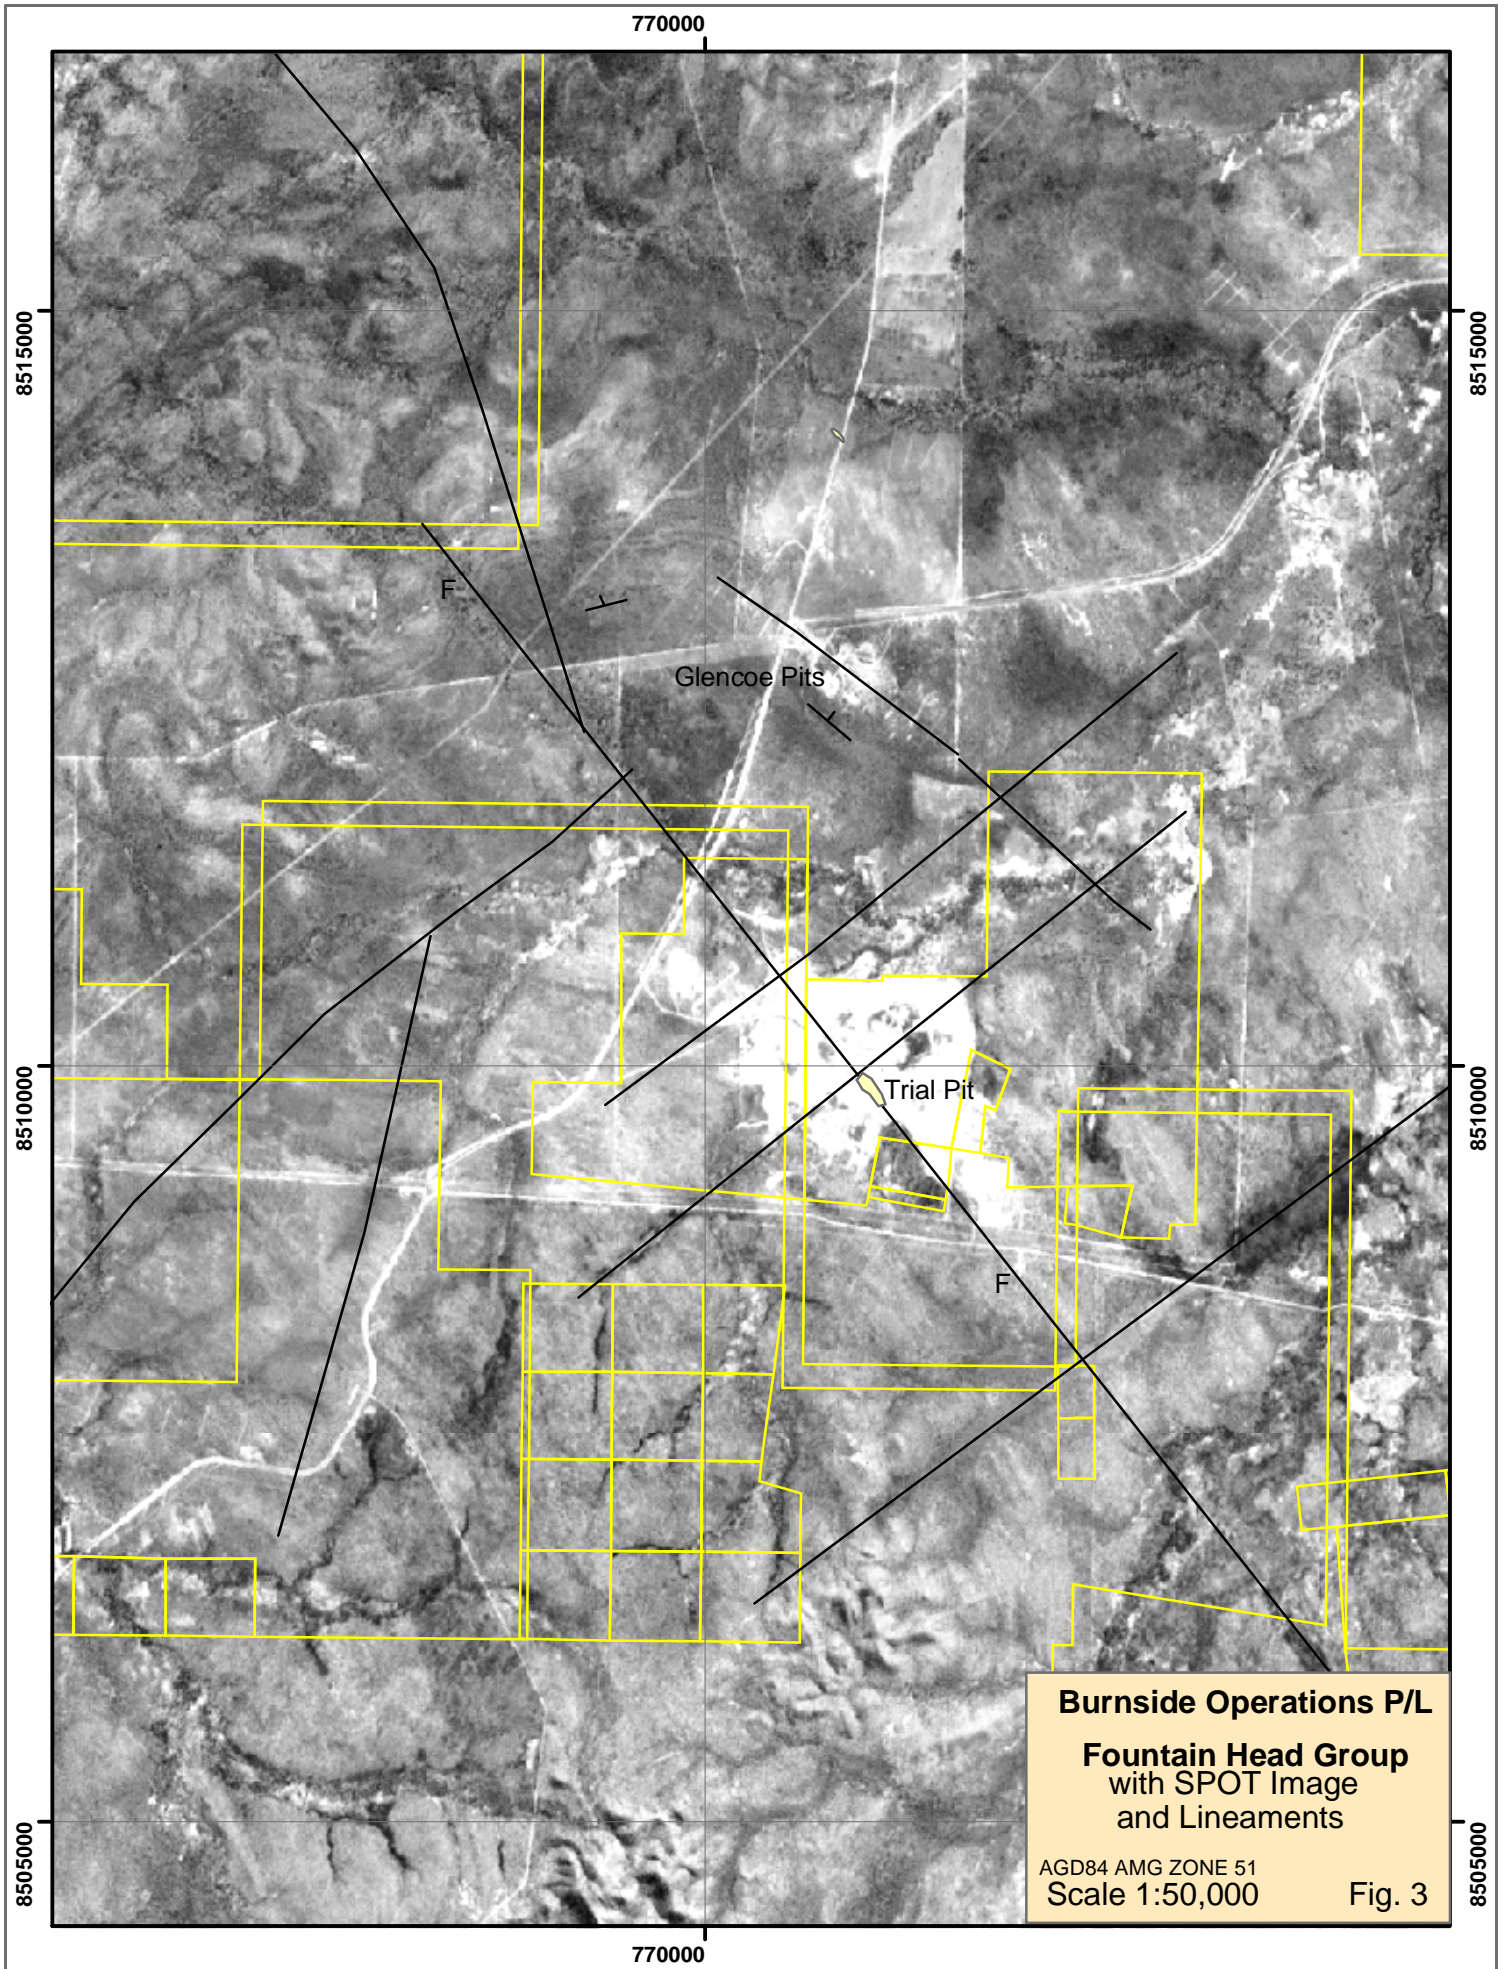 770000
8515000
8515000
F
Glencoe Pits
8510000
8510000
Trial Pit
F
Burnside Operations P/L
Fountain Head Group
with SPOT Image
and Lineaments
AGD84 AMG ZONE 51
Scale 1:50,000
Fig. 3
8505000
8505000
770000